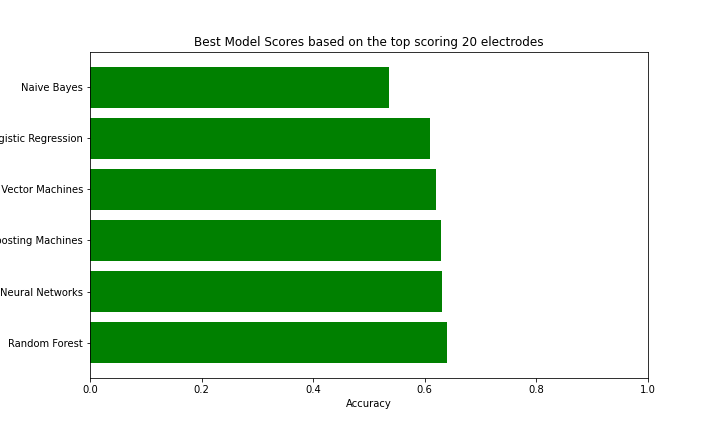 Best Model Scores based on the top scoring 20 electrodes
Naive Bayes
gistic Regression
Vector Machines
osting Machines
Neural Networks
Random Forest
0.0 0.2 0.4 0.6 0.8 1.0
Accuracy